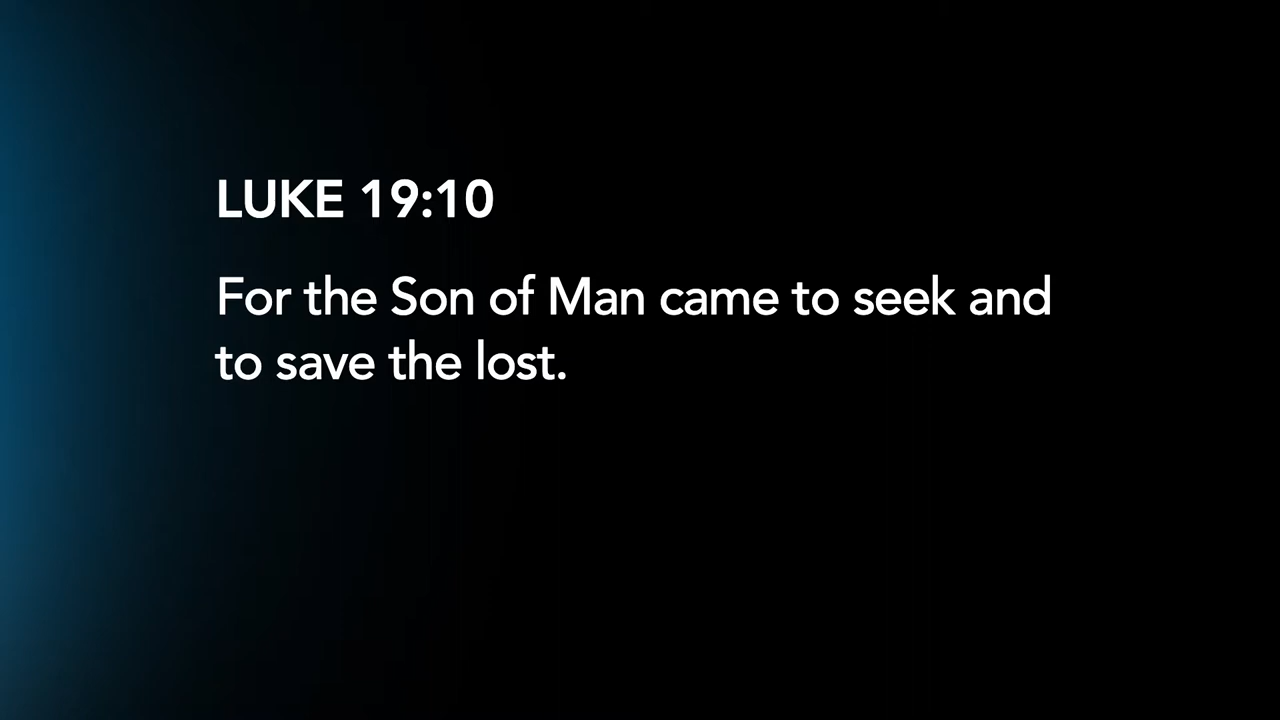 LUKE 19:10
For the Son of Man came to seek and
to save the lost.